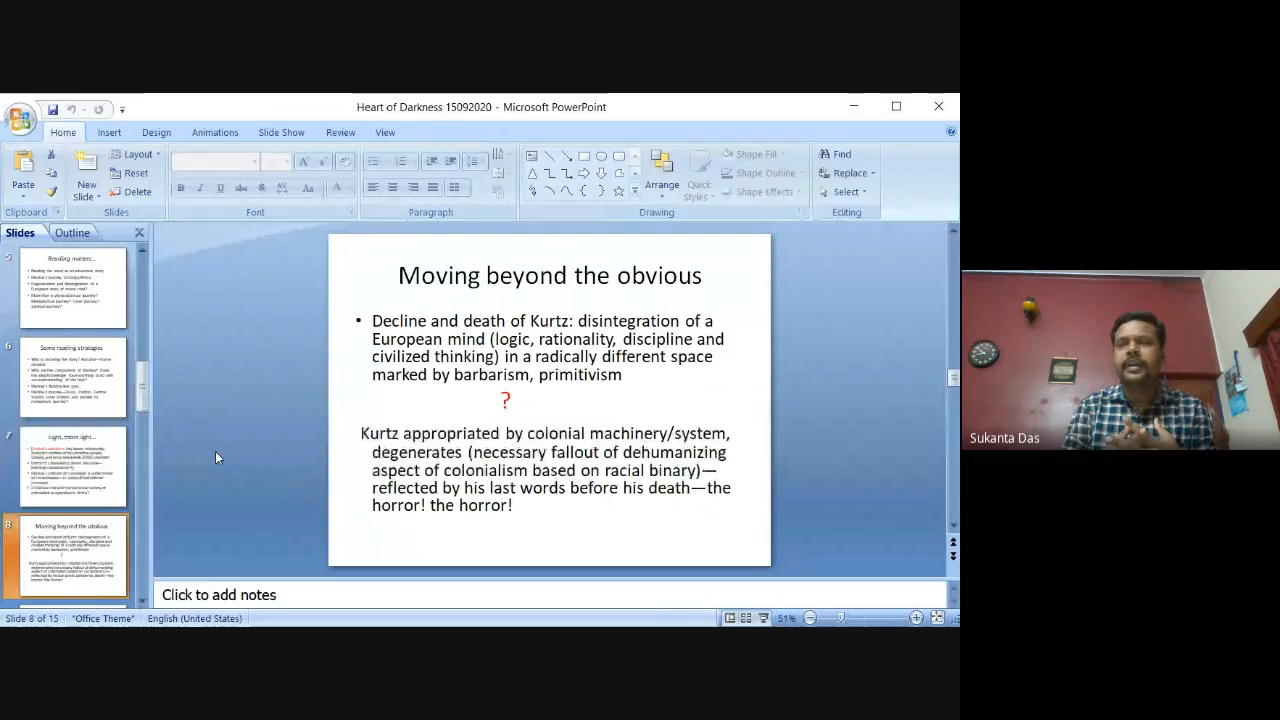 Heart of Darkness 15092020 - Microsoft PowerPoint
Home Insert Design Animations Slide Show Review View
Paste
New Slide
Layout
Reset
Delete
Arrange
Quick Styles
Shape Fill
Shape Outline
Shape Effects
Find
Replace
Select
Clipboard Slides Font Paragraph Drawing Editing
Slides Outline
5
Reading matters...
6
Some reading strategies
7
Light, more light...
8
Moving beyond the obvious
Moving beyond the obvious
• Decline and death of Kurtz: disintegration of a
European mind (logic, rationality, discipline and
civilized thinking) in a radically different space
marked by barbarism, primitivism
?
Kurtz appropriated by colonial machinery/system,
degenerates (necessary fallout of dehumanizing
aspect of colonialism based on racial binary)—
reflected by his last words before his death—the
horror! the horror!
Click to add notes
Slide 8 of 15 "Office Theme" English (United States) 51%
Sukanta Das